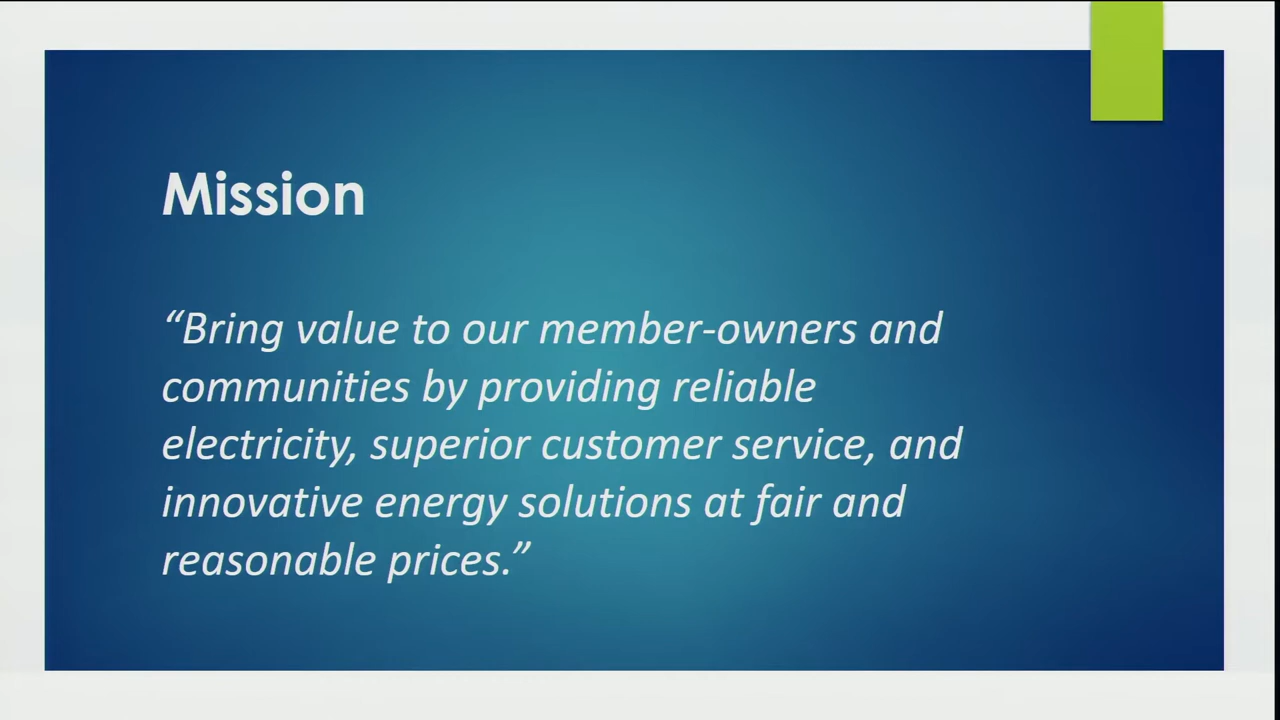 Mission
“Bring value to our member-owners and
communities by providing reliable
electricity, superior customer service, and
innovative energy solutions at fair and
reasonable prices.”